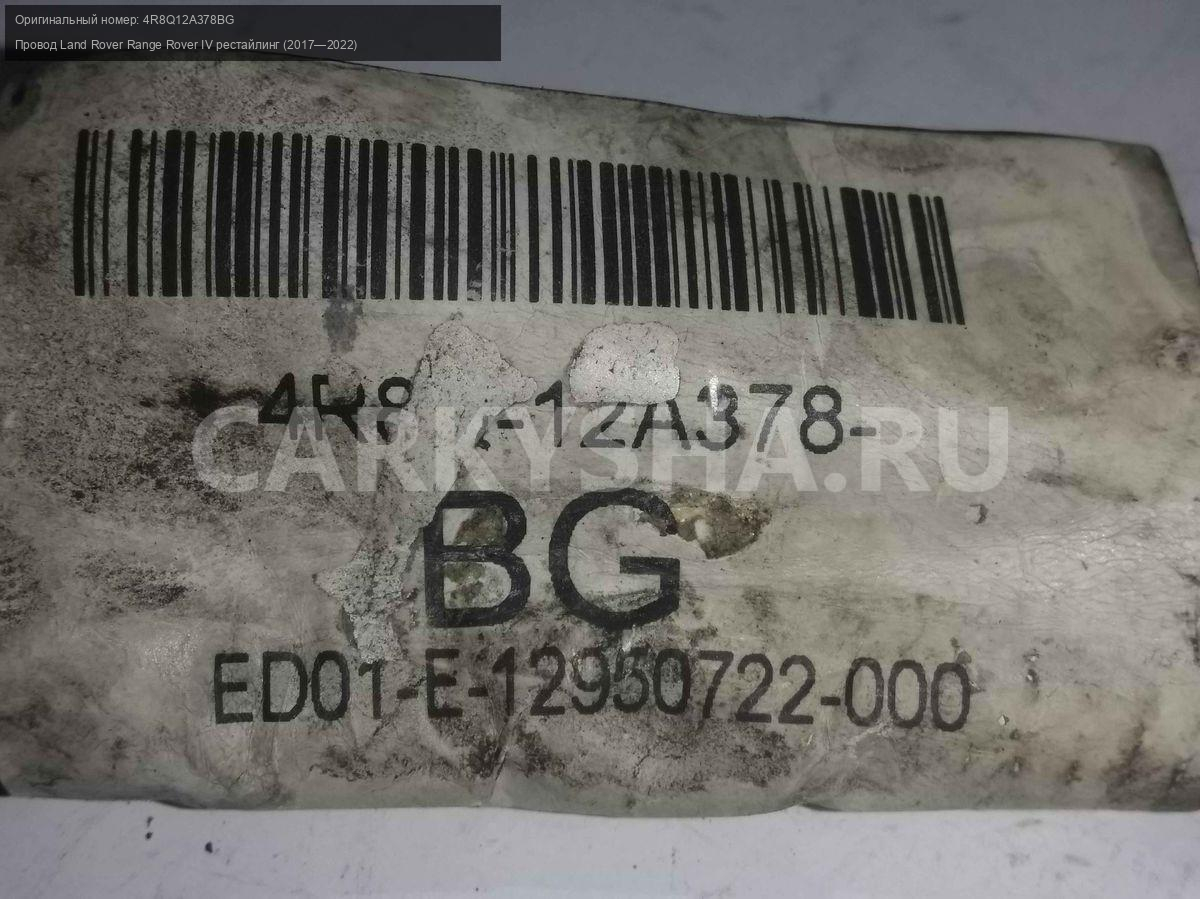 Оригинальный номер: 4R8Q12A378BG
Провод Land Rover Range Rover IV рестайлинг (2017—2022)
4R8Q-12A378-
CARKYSHA.RU
BG
ED01-E-12950722-000